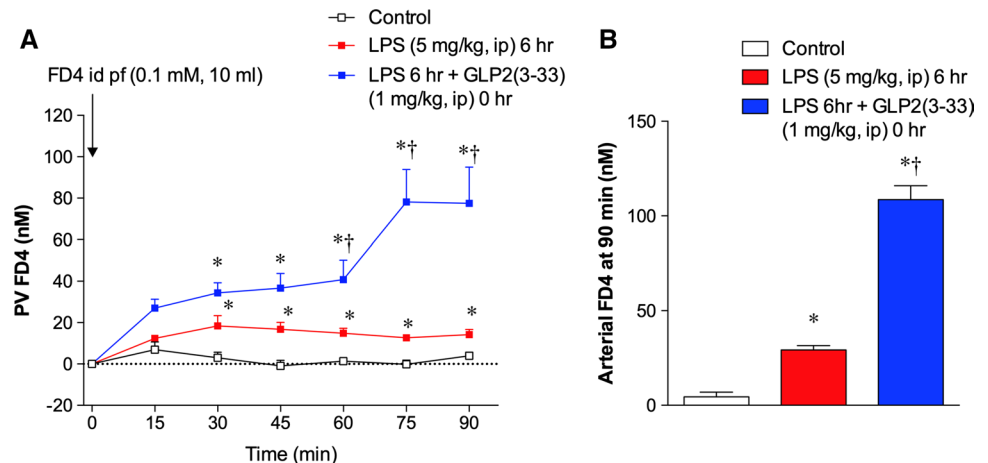 A
Control
LPS (5 mg/kg, ip) 6 hr
LPS 6 hr + GLP2(3-33)
(1 mg/kg, ip) 0 hr
FD4 id pf (0.1 mM, 10 ml)
PV FD4 (nM)
120
100
80
60
40
20
0
-20
*
*
*†
*†
*†
*
*
*
*
*
0 15 30 45 60 75 90
Time (min)
B
Control
LPS (5 mg/kg, ip) 6 hr
LPS 6hr + GLP2(3-33)
(1 mg/kg, ip) 0 hr
Arterial FD4 at 90 min (nM)
150
100
50
0
*
*†